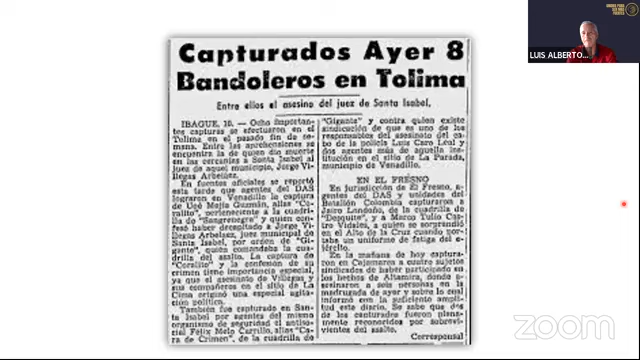 LUIS ALBERTO...
Capturados Ayer 8
Bandoleros en Tolima
Entre ellos el asesino del juez de Santa Isabel.
IBAGUE, 10. — Ocho importan-
tes capturas se efectuaron en el
Tolima en el pasado fin de sema-
na. Entre las aprehensiones se en-
cuentra la de quien dio muerte
en las cercanías a Santa Isabel al
juez de aquel municipio, Jorge Vi-
llegas Arbeláez.
En fuentes oficiales se reportó
esta tarde que agentes del DAS
lograron en Venadillo la captura
de Mejía Guzmán, alias "Co-
ralito", perteneciente a la cuadri-
lla de "Sangrenegra" y quien con-
fesó haber decapitado a Jorge Vi-
llegas Arbeláez, juez municipal de
Santa Isabel, por orden de "Gi-
gante", quien comandaba la cua-
drilla del asalto. La captura de
"Coralito" y la confesión de su
crimen tiene importancia especial,
ya que el asesinato de Villegas y
sus compañeros en el sitio de La
Cima originó una especial agita-
ción política.
También fue capturado en San-
ta Isabel por agentes del mismo
organismo de seguridad el antiso-
cial Félix Melo Carrillo, alias "Ca-
ra de Crimen", de la cuadrilla de
"Gigante" y contra quien existe
sindicación de que es uno de los
responsables del asesinato del ca-
bo de la policía Luis Caro Leal y
dos agentes más de aquella ins-
titución en el sitio de La Parada,
municipio de Venadillo.
EN EL FRESNO
En jurisdicción de El Fresno, a-
gentes del DAS y unidades del
Batallón Colombia capturaron a
Jairo Londoño, de la cuadrilla de
"Desquite", y a Marco Tulio Cas-
tro Vidales, a quien se sorprendió
en el Alto de la Cruz cuando por-
taba un uniforme de fatiga del e-
jército.
En la mañana de hoy captura-
ron en Cajamarca a cuatro sujetos
sindicados de haber participado en
los hechos de Altamira, donde a-
sesinaron a seis personas en la
madrugada de ayer y sobre lo cual
informó con la suficiente ampli-
tud este diario. Se sabe que dos
de los capturados fueron plena-
mente reconocidos por sobrevi-
vientes del asalto.
Corresponsal
zoom